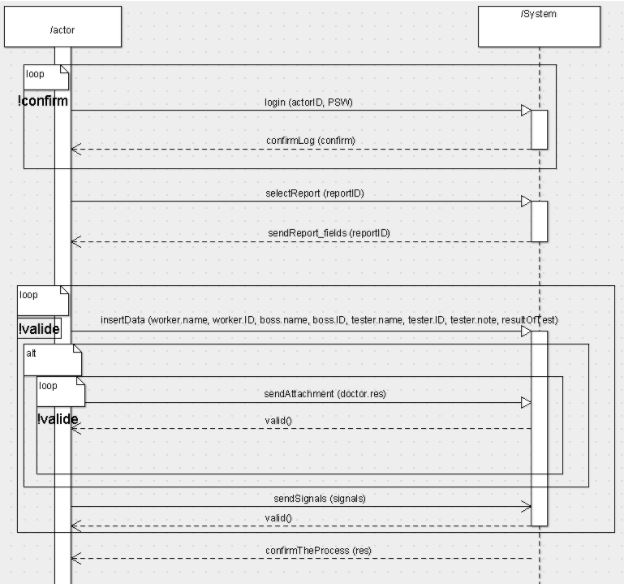 /System
/actor
loop
!confirm
login (actorID, PSW)
confirmLog (confirm)
selectReport (reportID)
sendReport_fields (reportID)
loop
!valide
insertData (worker.name, worker.ID, boss.name, boss.ID, tester.name, tester.ID, tester.note, resultOfTest)
alt
loop
sendAttachment (doctor.res)
!valide
valid()
sendSignals (signals)
valid()
confirmTheProcess (res)